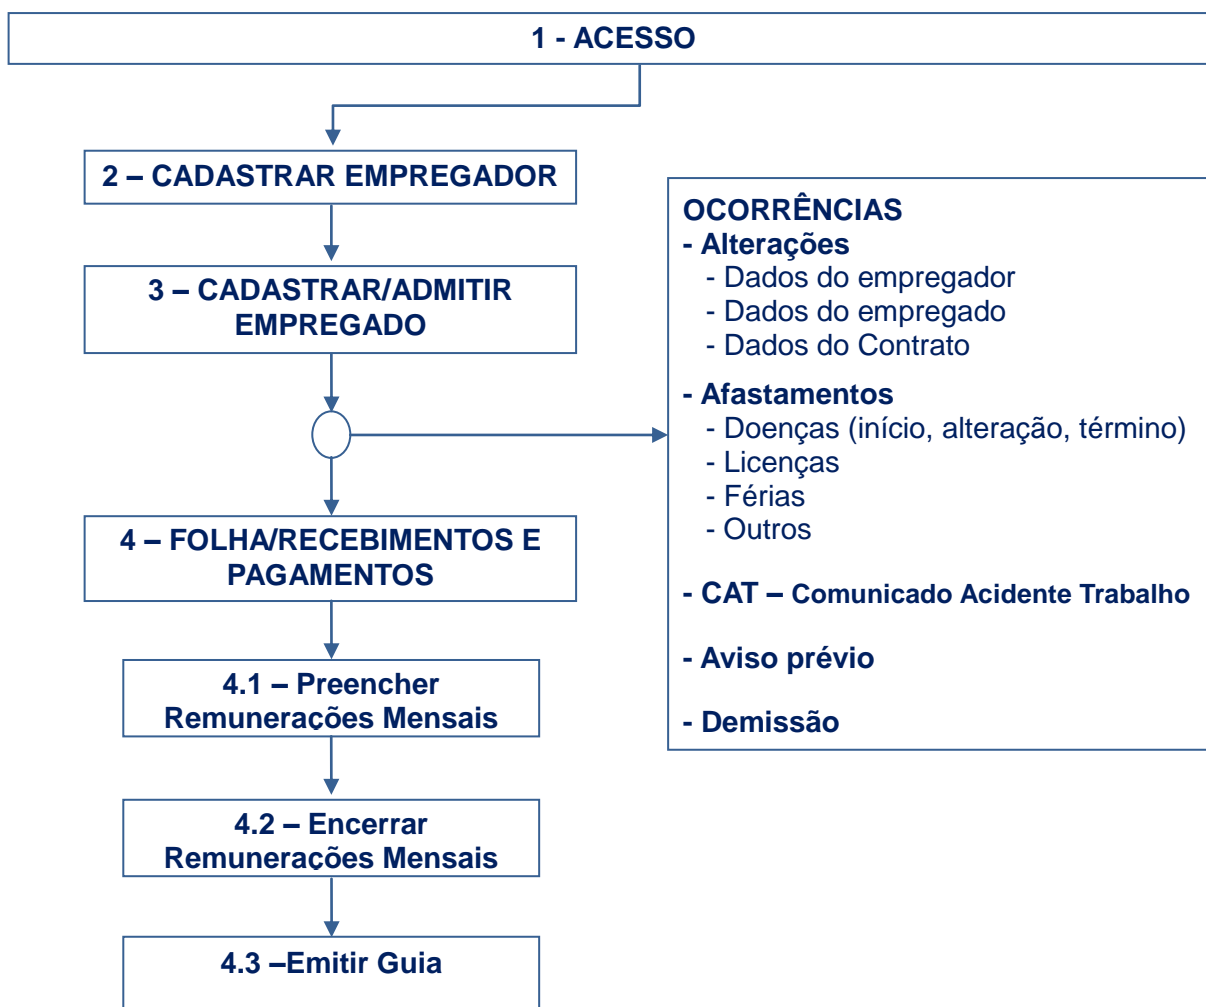 1 - ACESSO
2 – CADASTRAR EMPREGADOR
3 – CADASTRAR/ADMITIR
EMPREGADO
4 – FOLHA/RECEBIMENTOS E
PAGAMENTOS
4.1 – Preencher
Remunerações Mensais
4.2 – Encerrar
Remunerações Mensais
4.3 –Emitir Guia
OCORRÊNCIAS
- Alterações
- Dados do empregador
- Dados do empregado
- Dados do Contrato
- Afastamentos
- Doenças (início, alteração, término)
- Licenças
- Férias
- Outros
- CAT – Comunicado Acidente Trabalho
- Aviso prévio
- Demissão